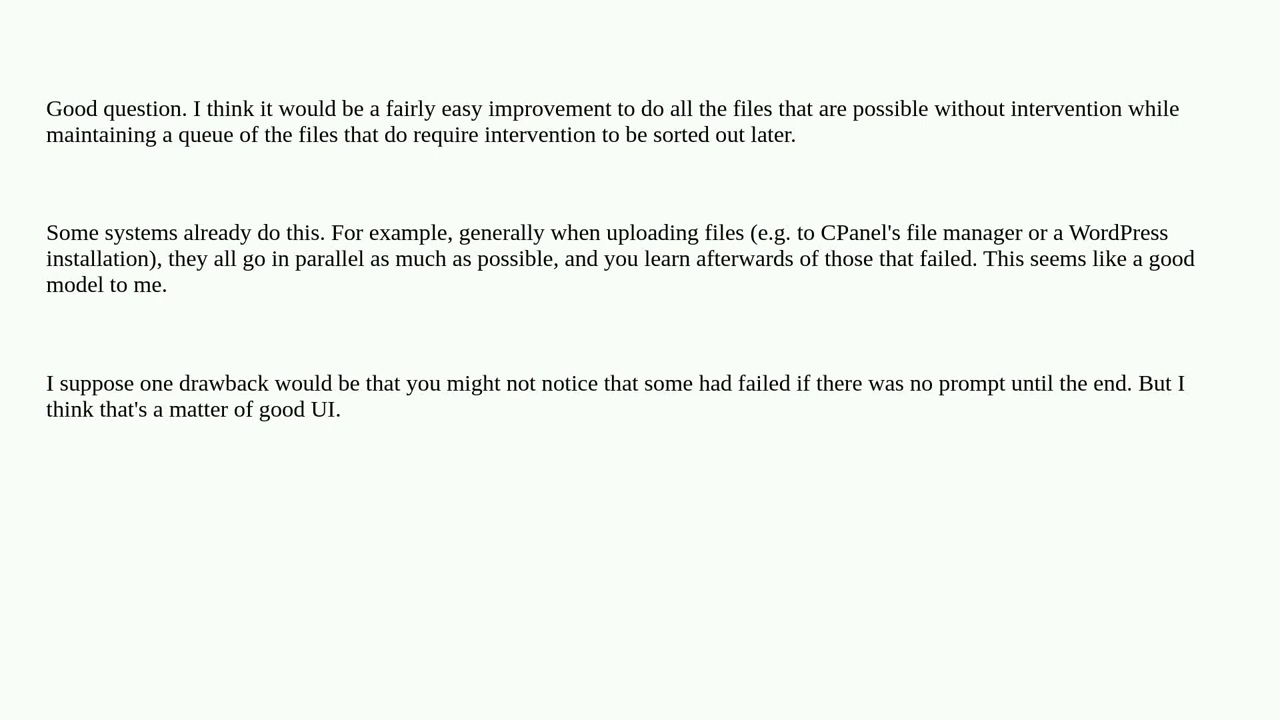 Good question. I think it would be a fairly easy improvement to do all the files that are possible without intervention while
maintaining a queue of the files that do require intervention to be sorted out later.
Some systems already do this. For example, generally when uploading files (e.g. to CPanel's file manager or a WordPress
installation), they all go in parallel as much as possible, and you learn afterwards of those that failed. This seems like a good
model to me.
I suppose one drawback would be that you might not notice that some had failed if there was no prompt until the end. But I
think that's a matter of good UI.